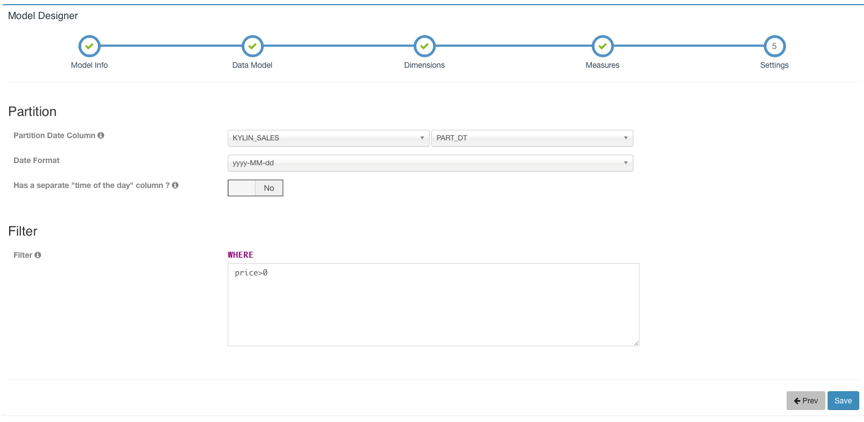 Model Designer
5
Model Info Data Model Dimensions Measures Settings
Partition
Partition Date Column KYLIN_SALES PART_DT
Date Format yyyy-MM-dd
Has a separate "time of the day" column ? No
Filter
Filter WHERE
price>0
Prev Save